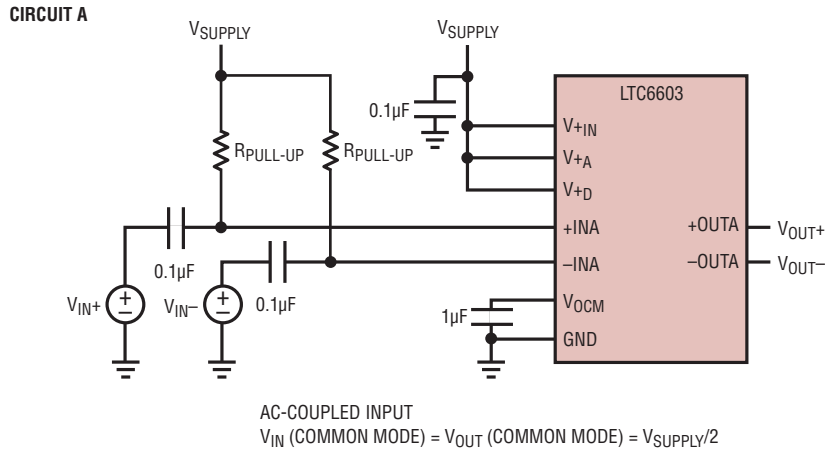 CIRCUIT A
VSUPPLY
VSUPPLY
LTC6603
0.1µF
V+IN
RPULL-UP
RPULL-UP
V+A
V+D
+INA
+OUTA
VOUT+
–INA
–OUTA
VOUT–
0.1µF
VIN+
VIN–
0.1µF
1µF
VOCM
GND
AC-COUPLED INPUT
VIN (COMMON MODE) = VOUT (COMMON MODE) = VSUPPLY/2